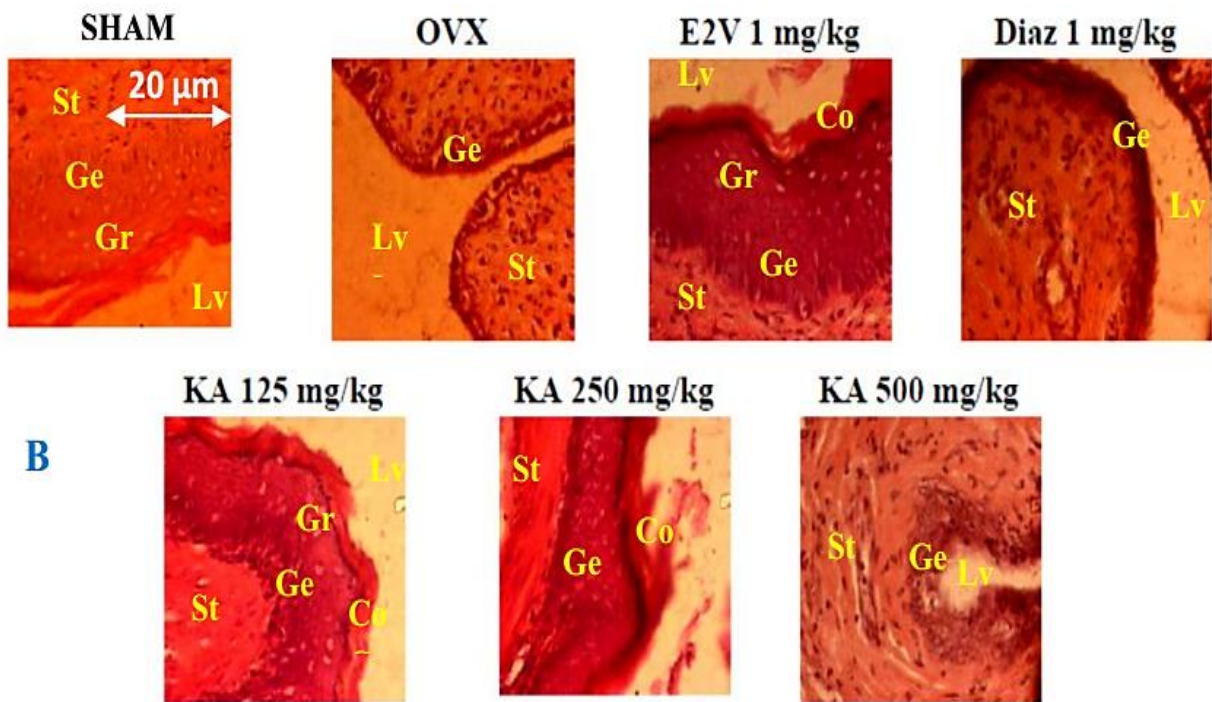 SHAM
OVX
E2V 1 mg/kg
Diaz 1 mg/kg
St
20 µm
Ge
Gr
Lv
Ge
Lv
St
Lv
Co
Gr
Ge
St
Ge
St
Lv
KA 125 mg/kg
KA 250 mg/kg
KA 500 mg/kg
B
Lv
Gr
Ge
St
Co
St
Ge
Co
St
Ge
Lv